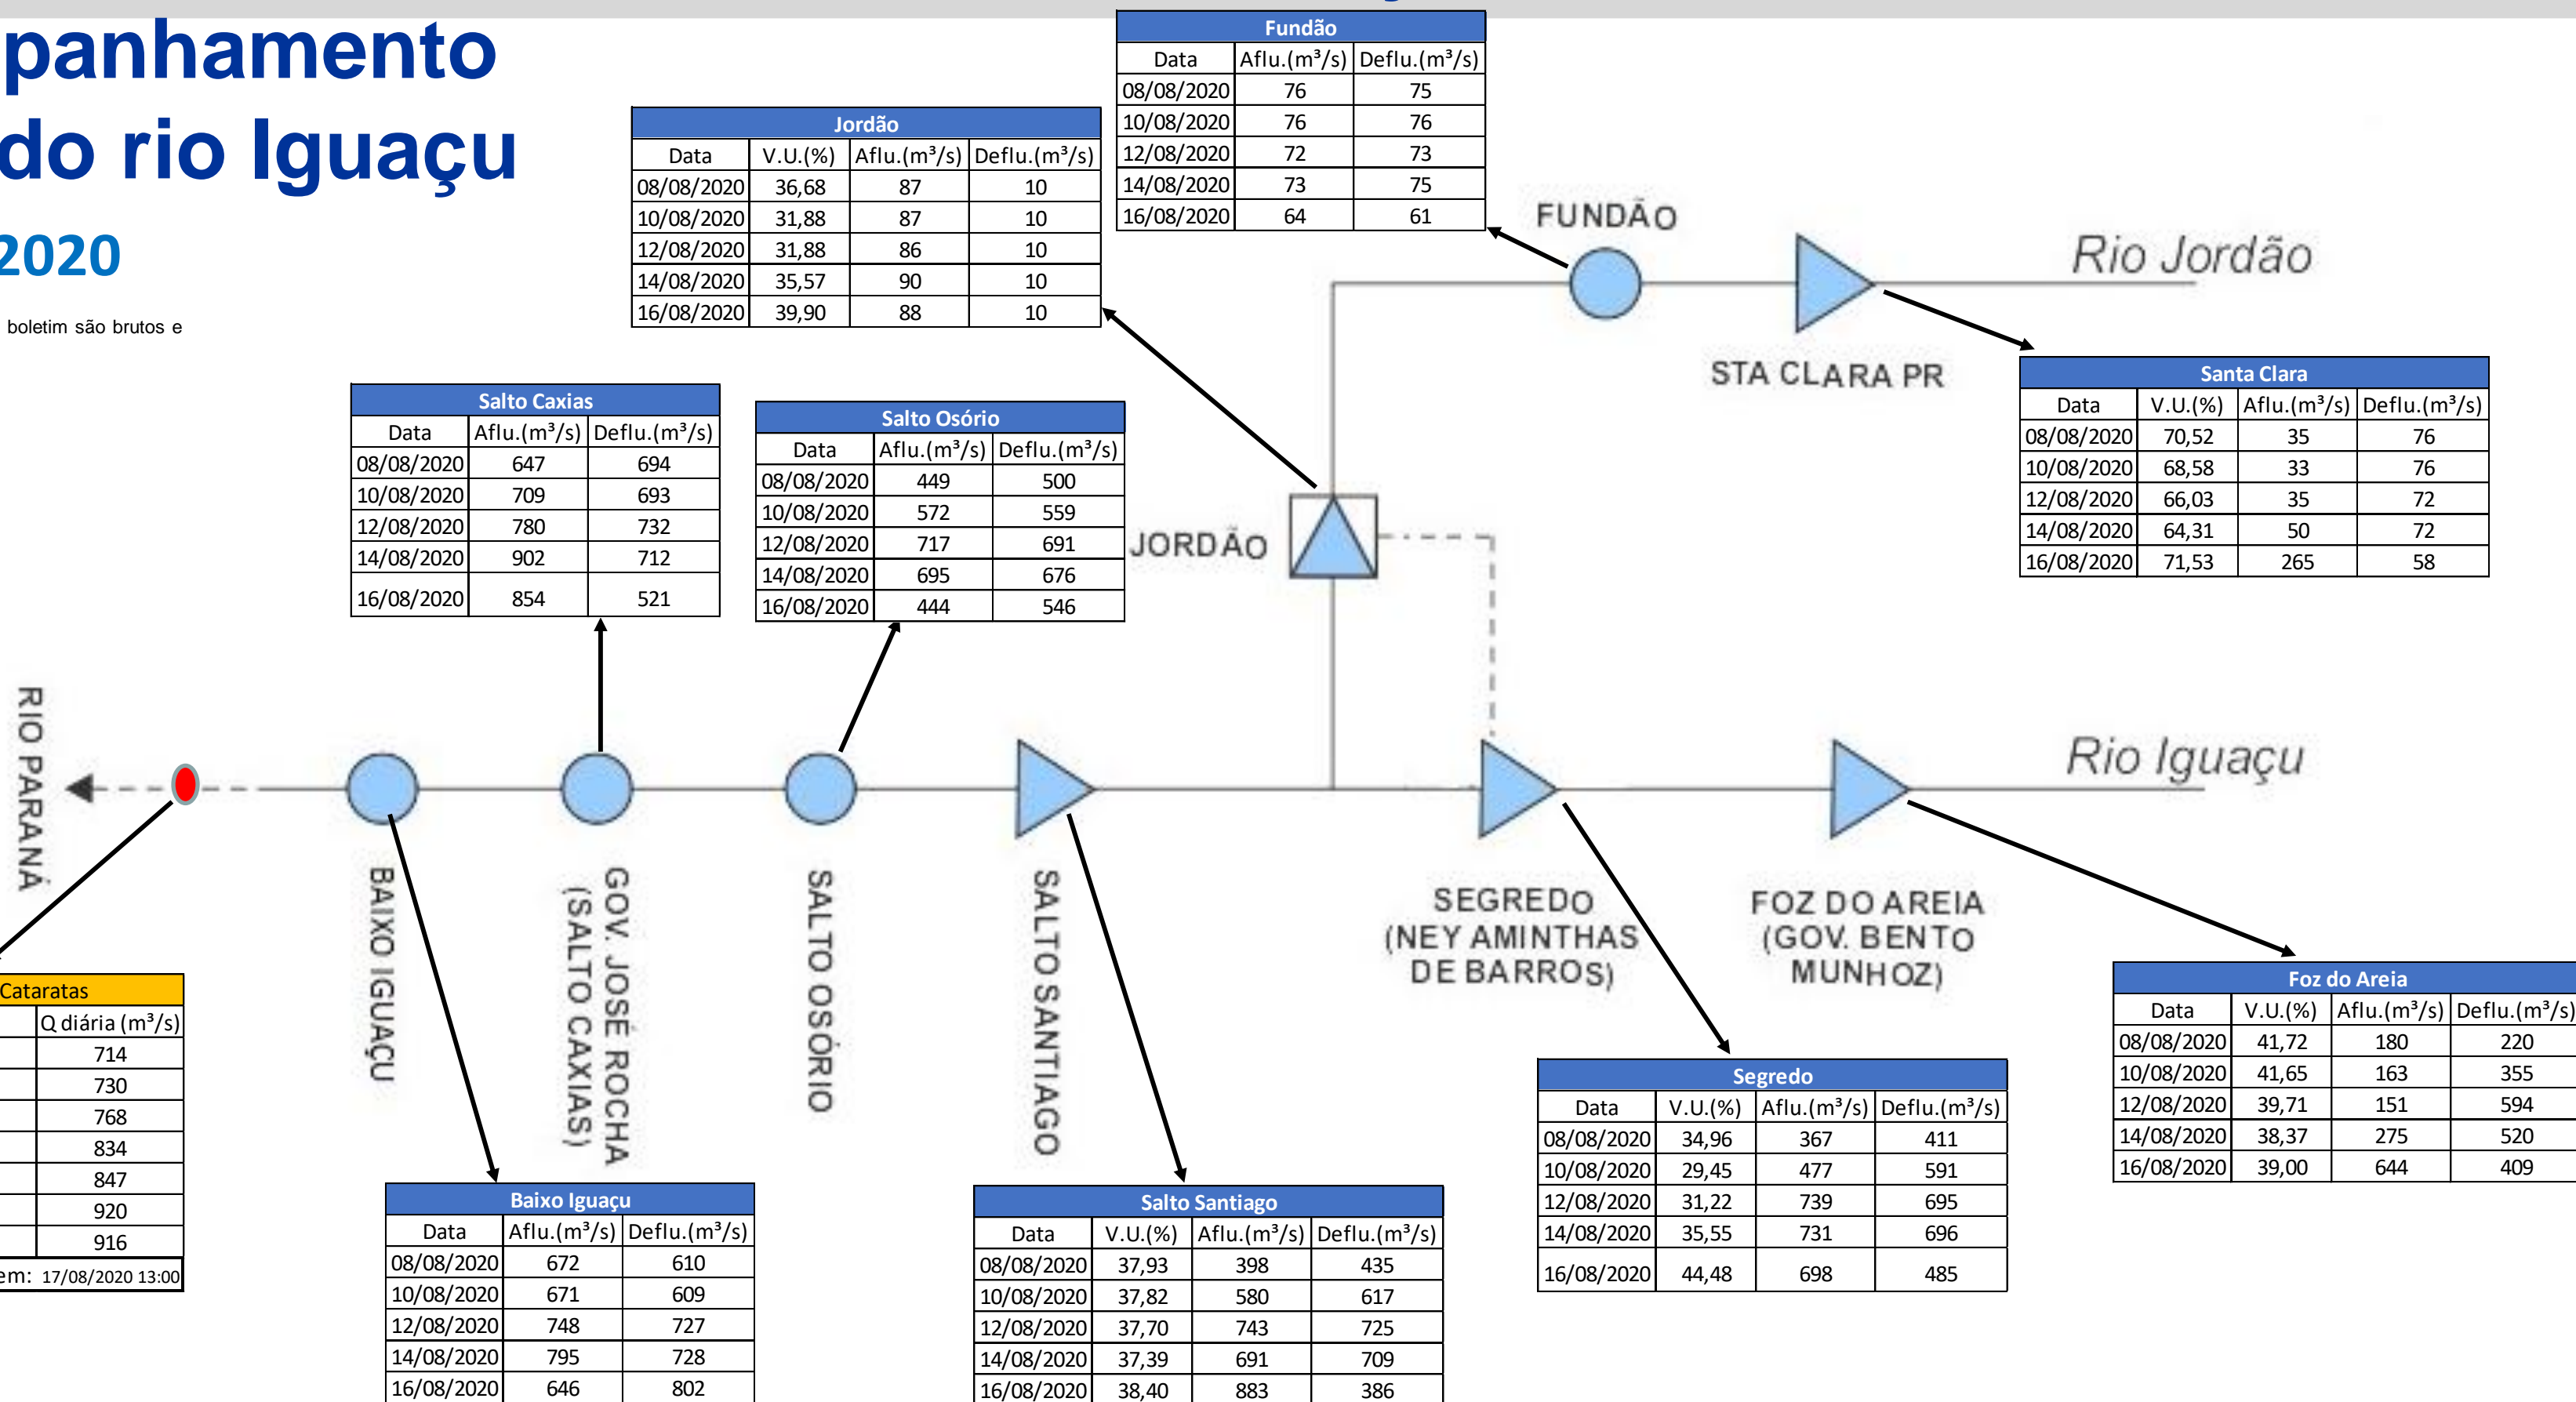 panhamento
do rio Iguaçu
2020
boletim são brutos e
Fundão
Data Aflu.(m³/s) Deflu.(m³/s)
08/08/2020 76 75
10/08/2020 76 76
12/08/2020 72 73
14/08/2020 73 75
16/08/2020 64 61
Jordão
Data V.U.(%) Aflu.(m³/s) Deflu.(m³/s)
08/08/2020 36,68 87 10
10/08/2020 31,88 87 10
12/08/2020 31,88 86 10
14/08/2020 35,57 90 10
16/08/2020 39,90 88 10
FUNDÃO
Rio Jordão
STA CLARA PR
Santa Clara
Data V.U.(%) Aflu.(m³/s) Deflu.(m³/s)
08/08/2020 70,52 35 76
10/08/2020 68,58 33 76
12/08/2020 66,03 35 72
14/08/2020 64,31 50 72
16/08/2020 71,53 265 58
Salto Caxias
Data Aflu.(m³/s) Deflu.(m³/s)
08/08/2020 647 694
10/08/2020 709 693
12/08/2020 780 732
14/08/2020 902 712
16/08/2020 854 521
Salto Osório
Data Aflu.(m³/s) Deflu.(m³/s)
08/08/2020 449 500
10/08/2020 572 559
12/08/2020 717 691
14/08/2020 695 676
16/08/2020 444 546
JORDÃO
RIO PARANÁ
Rio Iguaçu
BAIXO IGUAÇU
GOV. JOSÉ ROCHA
(SALTO CAXIAS)
SALTO OSÓRIO
SALTO SANTIAGO
SEGREDO
(NEY AMINTHAS
DE BARROS)
FOZ DO AREIA
(GOV. BENTO
MUNHOZ)
Cataratas
Q diária (m³/s)
714
730
768
834
847
920
916
em: 17/08/2020 13:00
Baixo Iguaçu
Data Aflu.(m³/s) Deflu.(m³/s)
08/08/2020 672 610
10/08/2020 671 609
12/08/2020 748 727
14/08/2020 795 728
16/08/2020 646 802
Salto Santiago
Data V.U.(%) Aflu.(m³/s) Deflu.(m³/s)
08/08/2020 37,93 398 435
10/08/2020 37,82 580 617
12/08/2020 37,70 743 725
14/08/2020 37,39 691 709
16/08/2020 38,40 883 386
Segredo
Data V.U.(%) Aflu.(m³/s) Deflu.(m³/s)
08/08/2020 34,96 367 411
10/08/2020 29,45 477 591
12/08/2020 31,22 739 695
14/08/2020 35,55 731 696
16/08/2020 44,48 698 485
Foz do Areia
Data V.U.(%) Aflu.(m³/s) Deflu.(m³/s)
08/08/2020 41,72 180 220
10/08/2020 41,65 163 355
12/08/2020 39,71 151 594
14/08/2020 38,37 275 520
16/08/2020 39,00 644 409